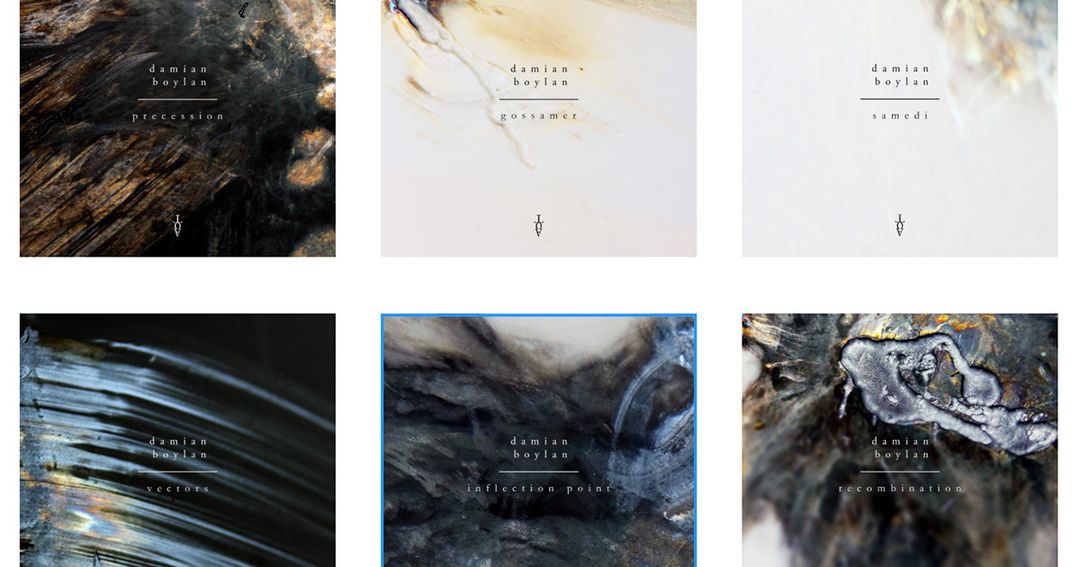 damian
boylan
precession
damian
boylan
gossamer
damian
boylan
samedi
damian
boylan
vectors
damian
boylan
inflection point
damian
boylan
recombination